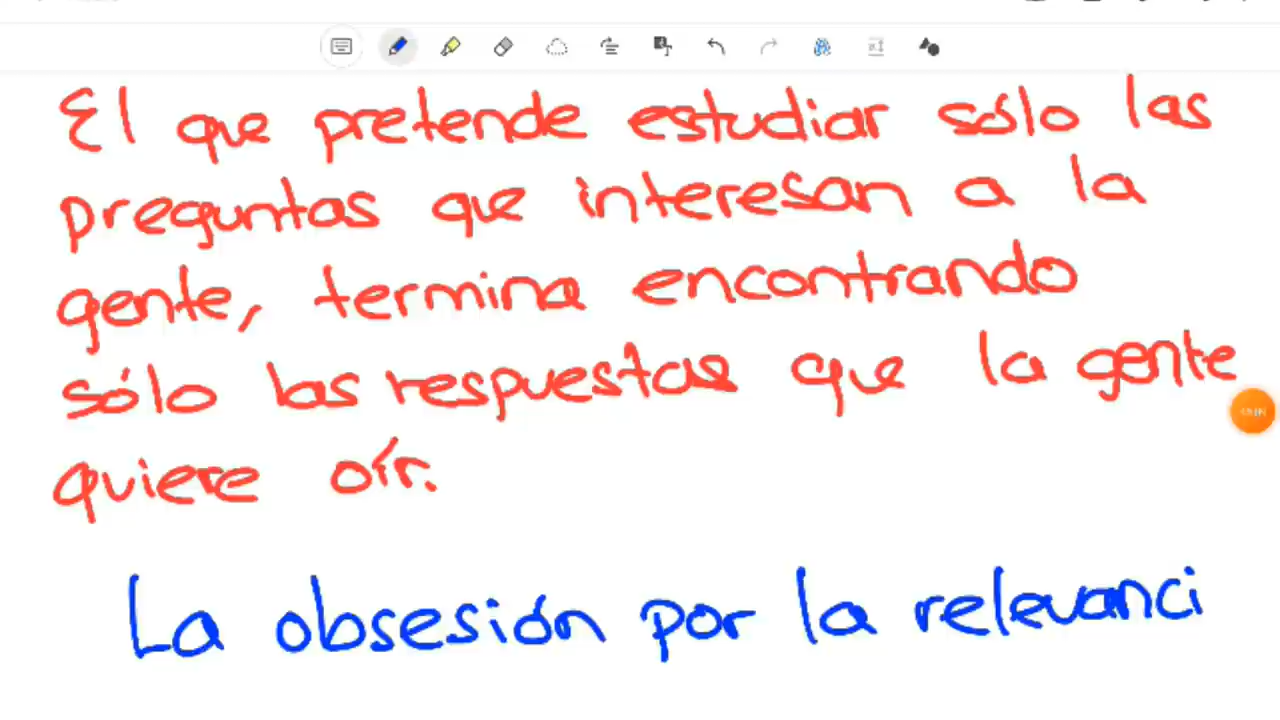 El que pretende estudiar sólo las
preguntas que interesan a la
gente, termina encontrando
sólo las respuestas que la gente
quiere oír.
La obsesión por la relevanci